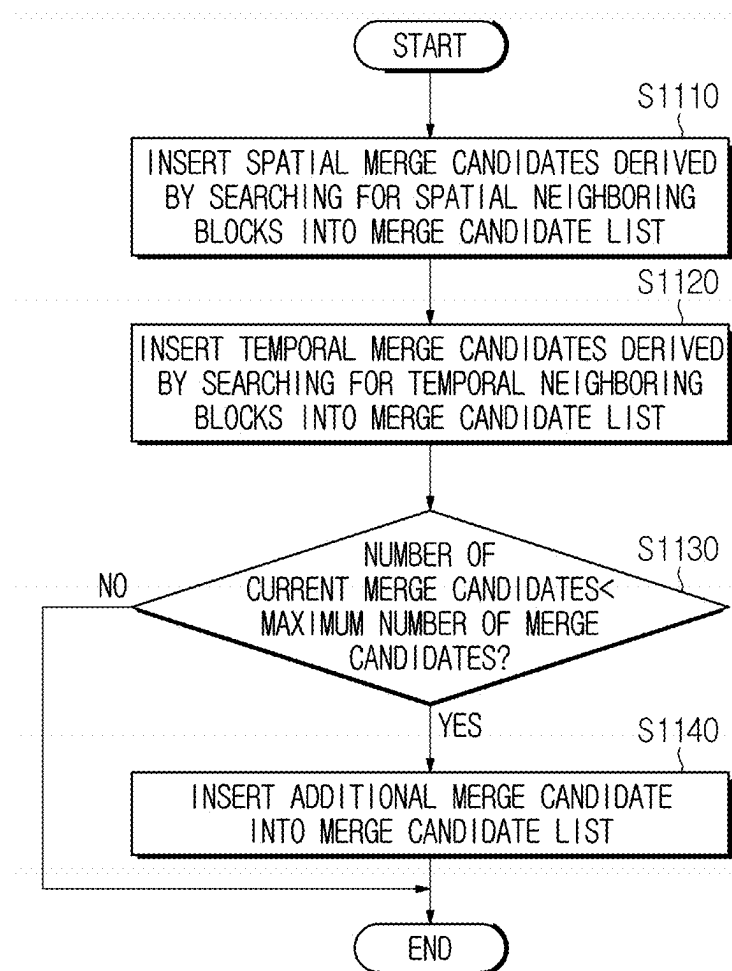 START
S1110
INSERT SPATIAL MERGE CANDIDATES DERIVED
BY SEARCHING FOR SPATIAL NEIGHBORING
BLOCKS INTO MERGE CANDIDATE LIST
S1120
INSERT TEMPORAL MERGE CANDIDATES DERIVED
BY SEARCHING FOR TEMPORAL NEIGHBORING
BLOCKS INTO MERGE CANDIDATE LIST
S1130
NUMBER OF
CURRENT MERGE CANDIDATES<
MAXIMUM NUMBER OF MERGE
CANDIDATES?
NO
YES
S1140
INSERT ADDITIONAL MERGE CANDIDATE
INTO MERGE CANDIDATE LIST
END